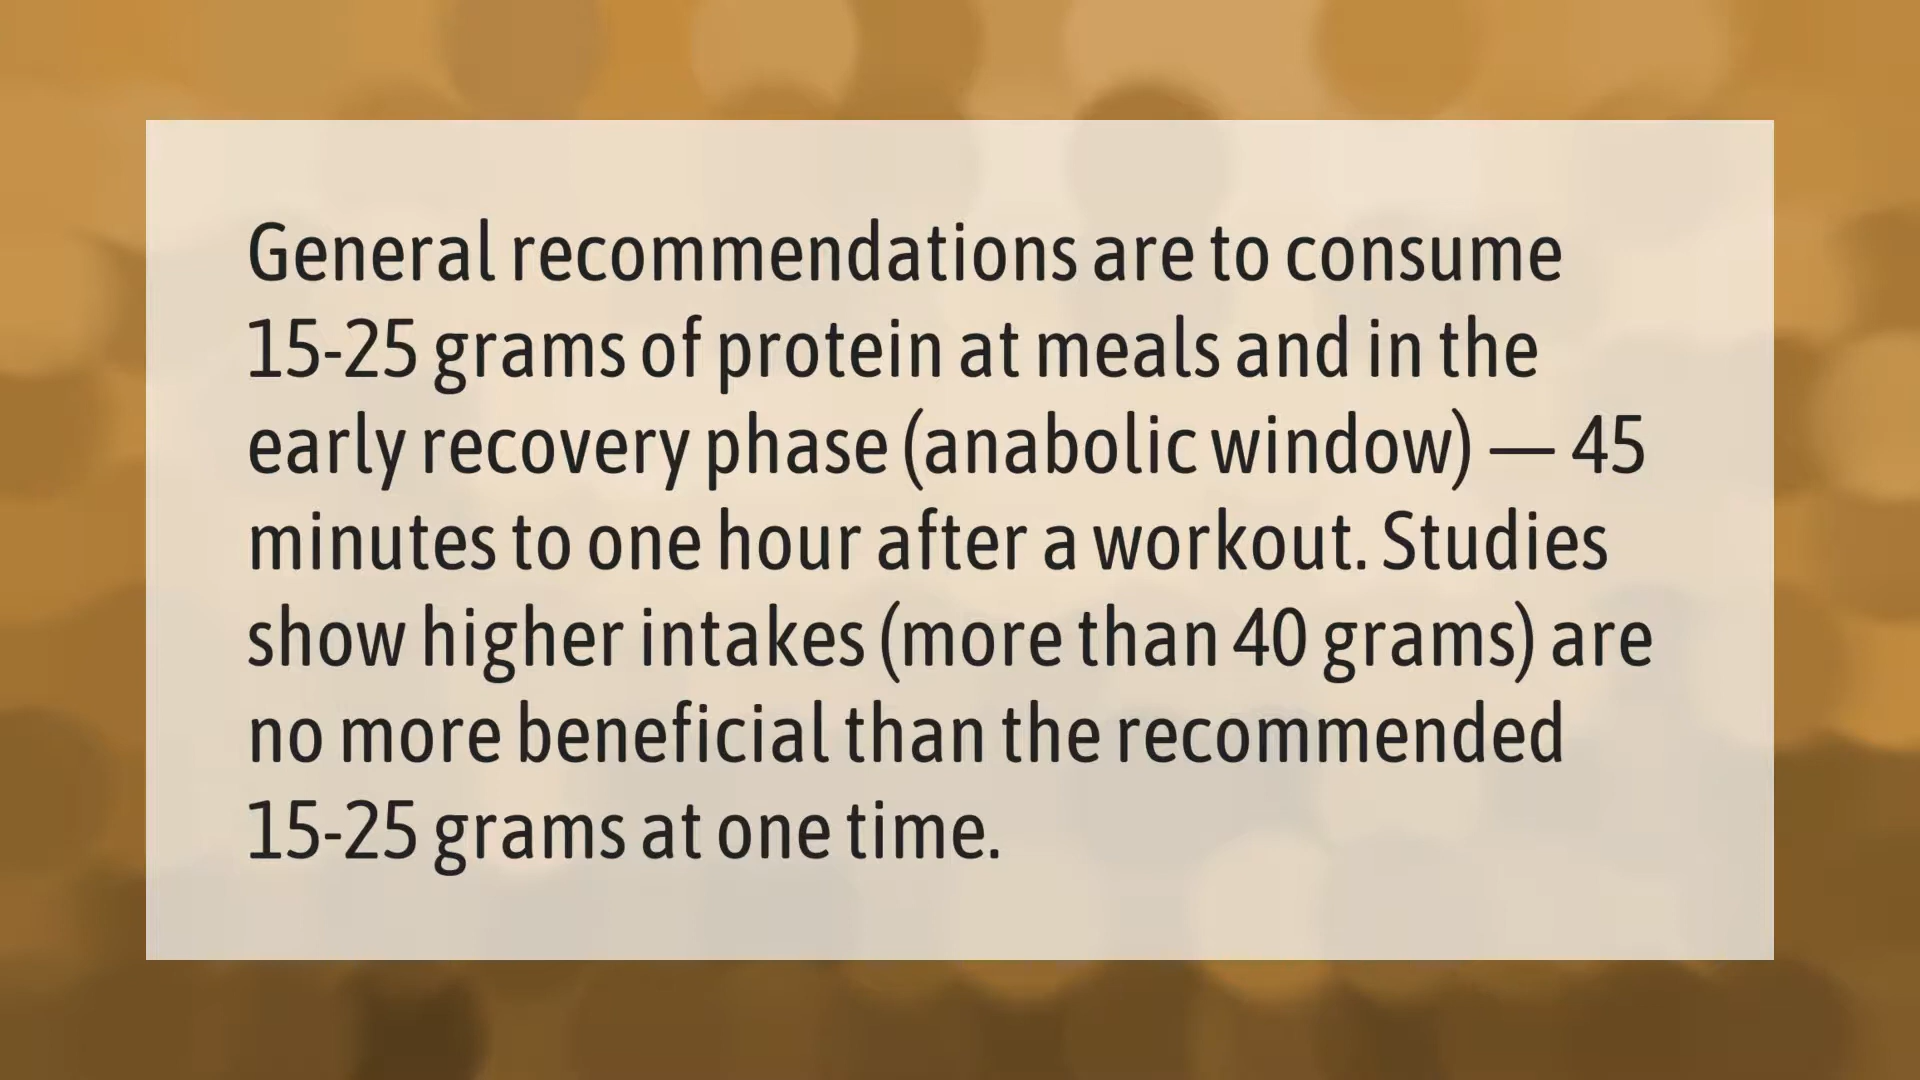 General recommendations are to consume
15-25 grams of protein at meals and in the
early recovery phase (anabolic window) — 45
minutes to one hour after a workout. Studies
show higher intakes (more than 40 grams) are
no more beneficial than the recommended
15-25 grams at one time.